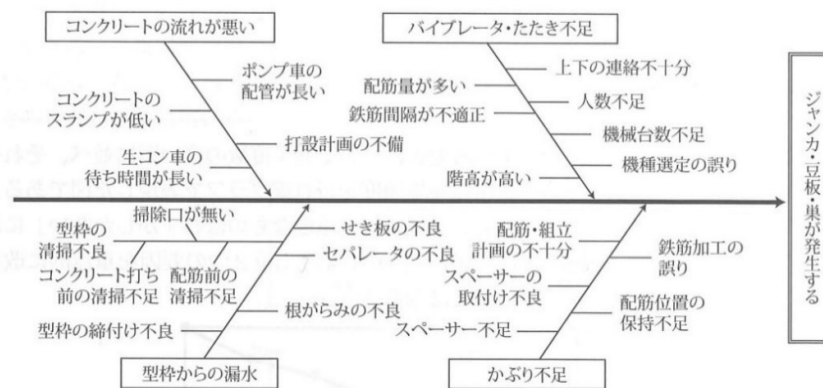 コンクリートの流れが悪い
バイブレータ・たたき不足
ポンプ車の
配管が長い
コンクリートの
スランプが低い
打設計画の不備
生コン車の
待ち時間が長い
上下の連絡不十分
配筋量が多い
人数不足
鉄筋間隔が不適正
機械台数不足
機種選定の誤り
階高が高い
ジャンカ・豆板・巣が発生する
掃除口が無い
型枠の
清掃不良
コンクリート打ち
前の清掃不足
配筋前の
清掃不足
せき板の不良
セパレータの不良
根がらみの不良
型枠の締付け不良
型枠からの漏水
配筋・組立
計画の不十分
鉄筋加工の
誤り
スペーサーの
取付け不良
配筋位置の
保持不足
スペーサー不足
かぶり不足